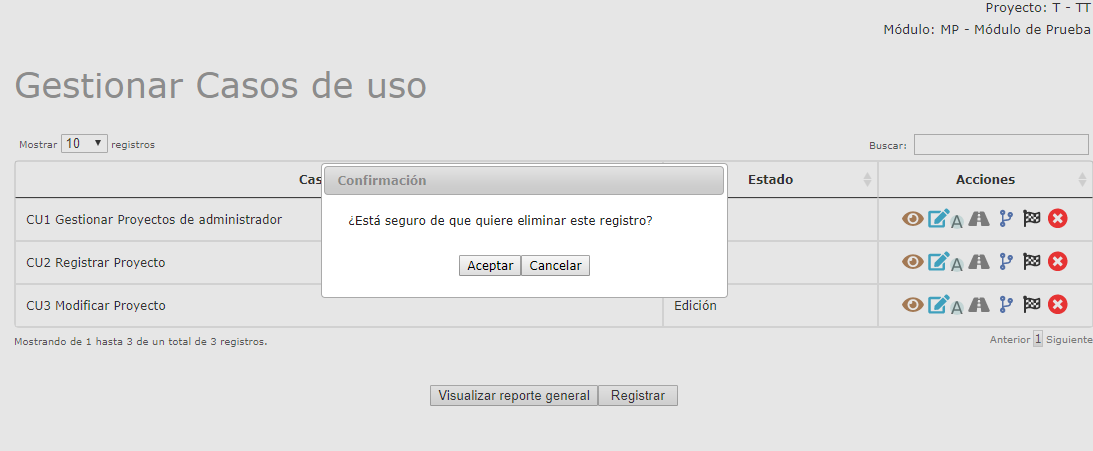 Proyecto: T - TT
Módulo: MP - Módulo de Prueba
Gestionar Casos de uso
Mostrar 10 registros
Buscar:
Cas
Estado
Acciones
Confirmación
¿Está seguro de que quiere eliminar este registro?
Aceptar Cancelar
CU1 Gestionar Proyectos de administrador
CU2 Registrar Proyecto
CU3 Modificar Proyecto
Edición
Mostrando de 1 hasta 3 de un total de 3 registros.
Anterior 1 Siguiente
Visualizar reporte general Registrar